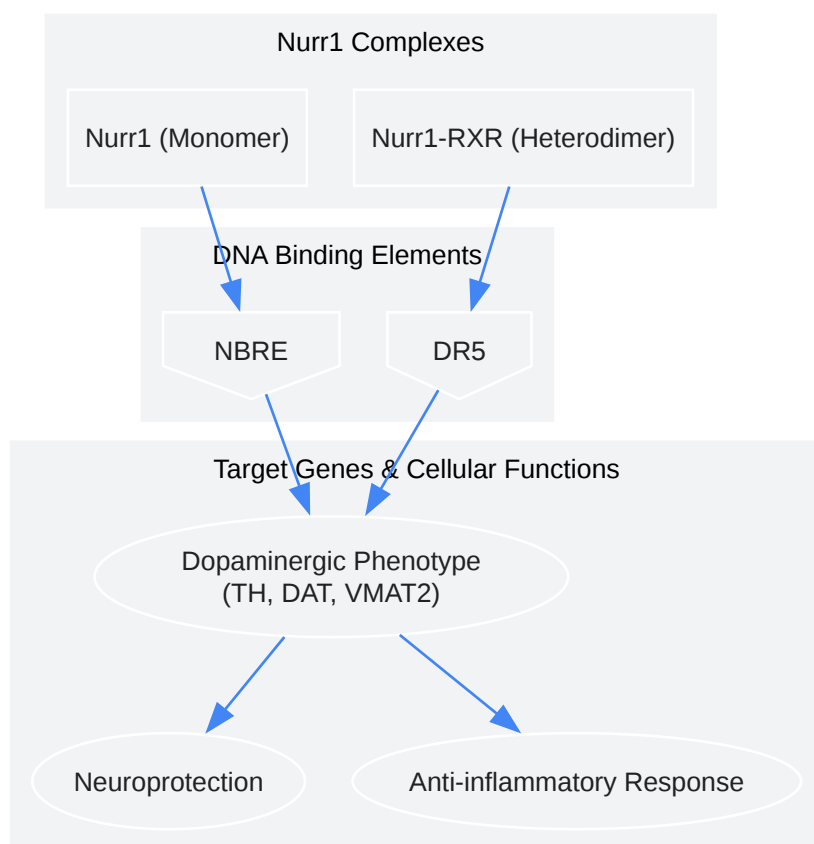 Nurr1 Complexes
Nurr1 (Monomer)
Nurr1-RXR (Heterodimer)
DNA Binding Elements
NBRE
DR5
Target Genes & Cellular Functions
Dopaminergic Phenotype
(TH, DAT, VMAT2)
Neuroprotection
Anti-inflammatory Response